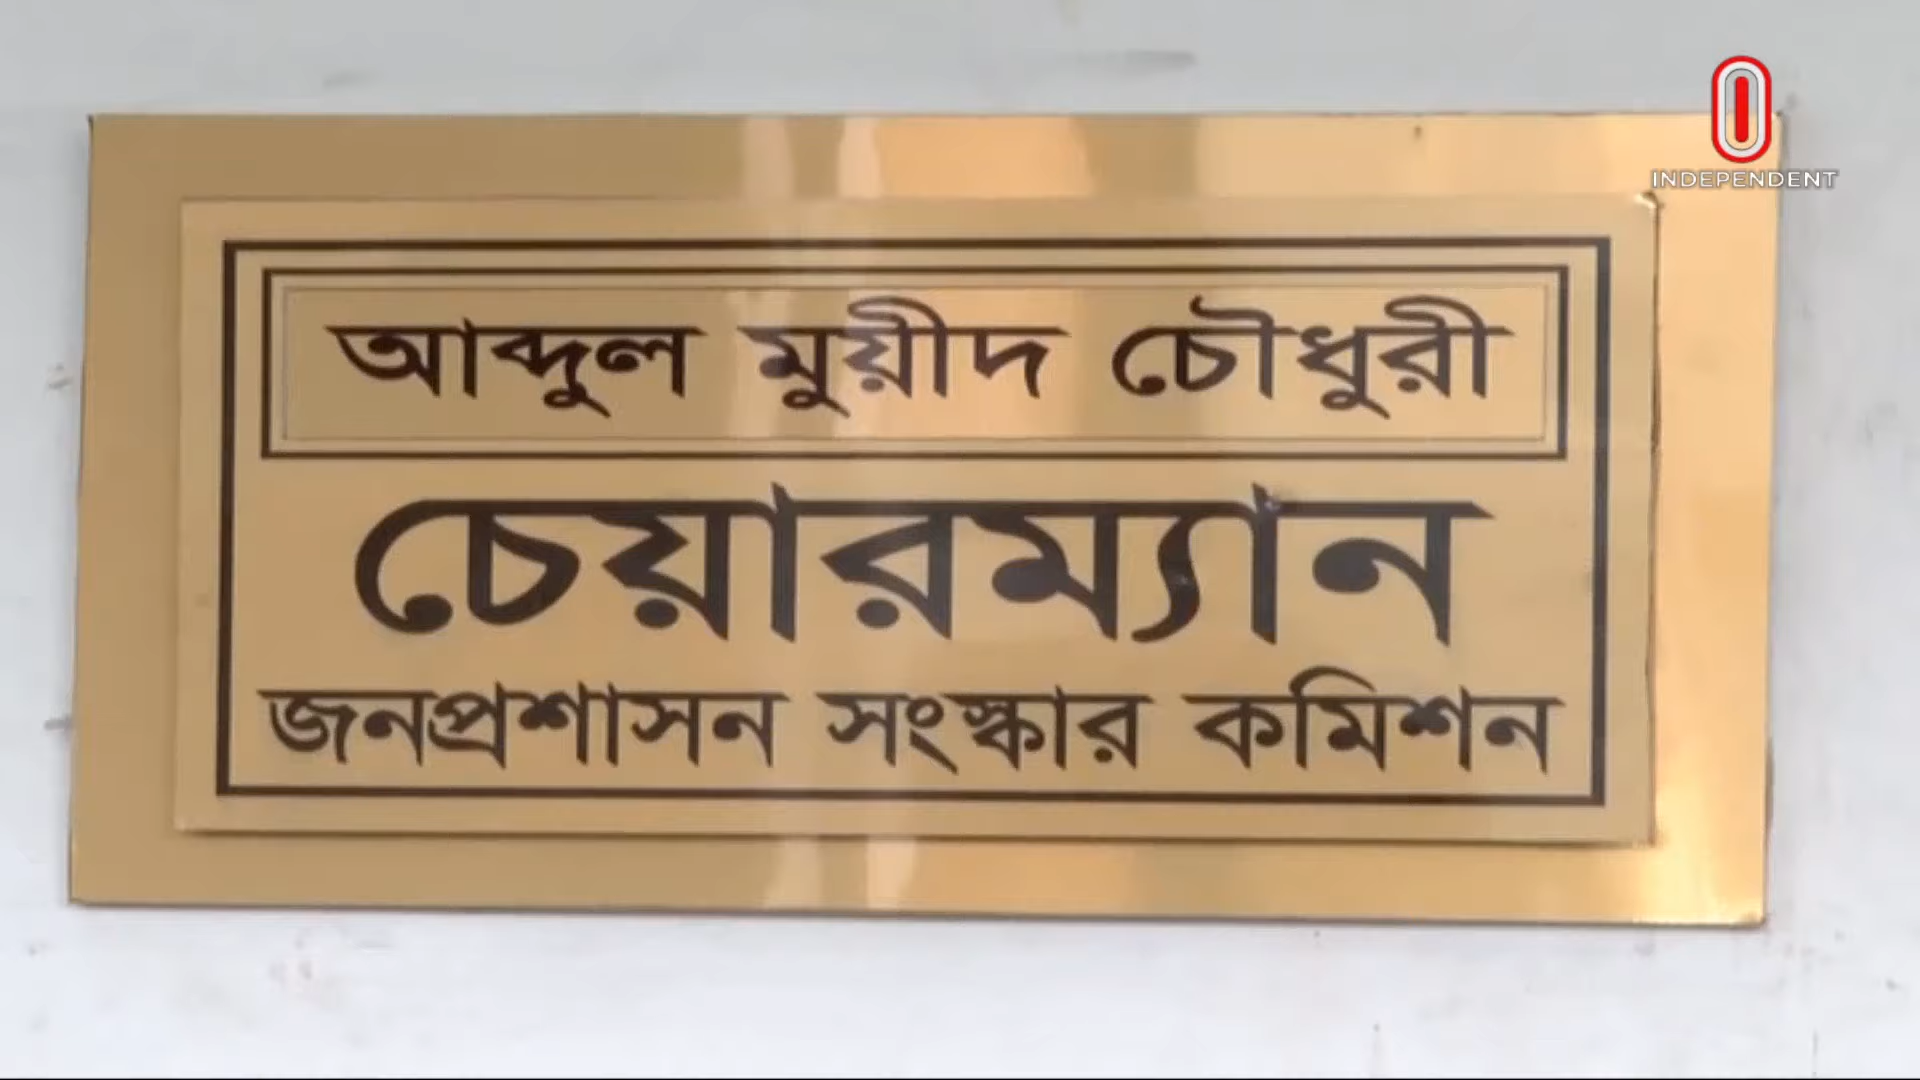 INDEPENDENT
আব্দুল মুয়ীদ চৌধুরী
চেয়ারম্যান
জনপ্রশাসন সংস্কার কমিশন